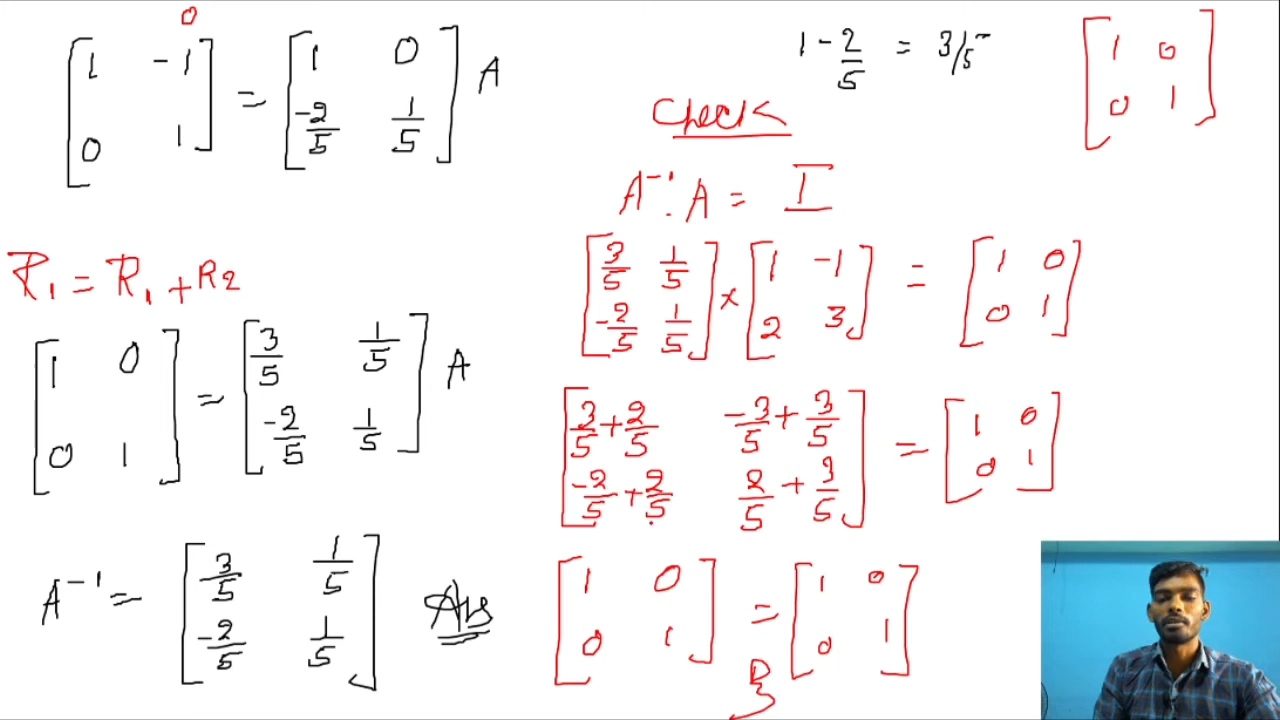 0
[1 -1
0 1] = [1 0
-2/5 1/5] A
R1 = R1 + R2
[1 0
0 1] = [3/5 1/5
-2/5 1/5] A
A^-1 = [3/5 1/5
-2/5 1/5] Ans
1 - 2/5 = 3/5
[1 0
0 1]
Check
A^-1 . A = I
[3/5 1/5
-2/5 1/5] × [1 -1
2 3] = [1 0
0 1]
[3/5+2/5 -3/5+3/5
-2/5+2/5 2/5+3/5] = [1 0
0 1]
[1 0
0 1] = [1 0
0 1]